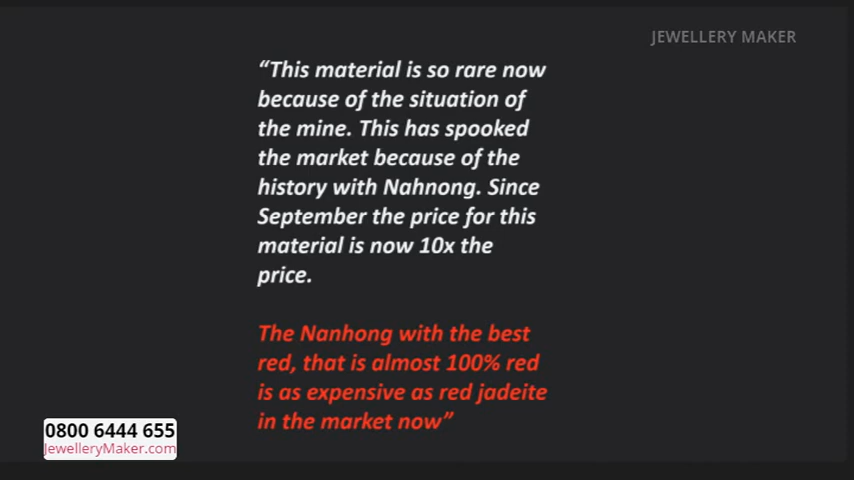 JEWELLERY MAKER
“This material is so rare now
because of the situation of
the mine. This has spooked
the market because of the
history with Nahnong. Since
September the price for this
material is now 10x the
price.
The Nanhong with the best
red, that is almost 100% red
is as expensive as red jadeite
in the market now”
0800 6444 655
JewelleryMaker.com